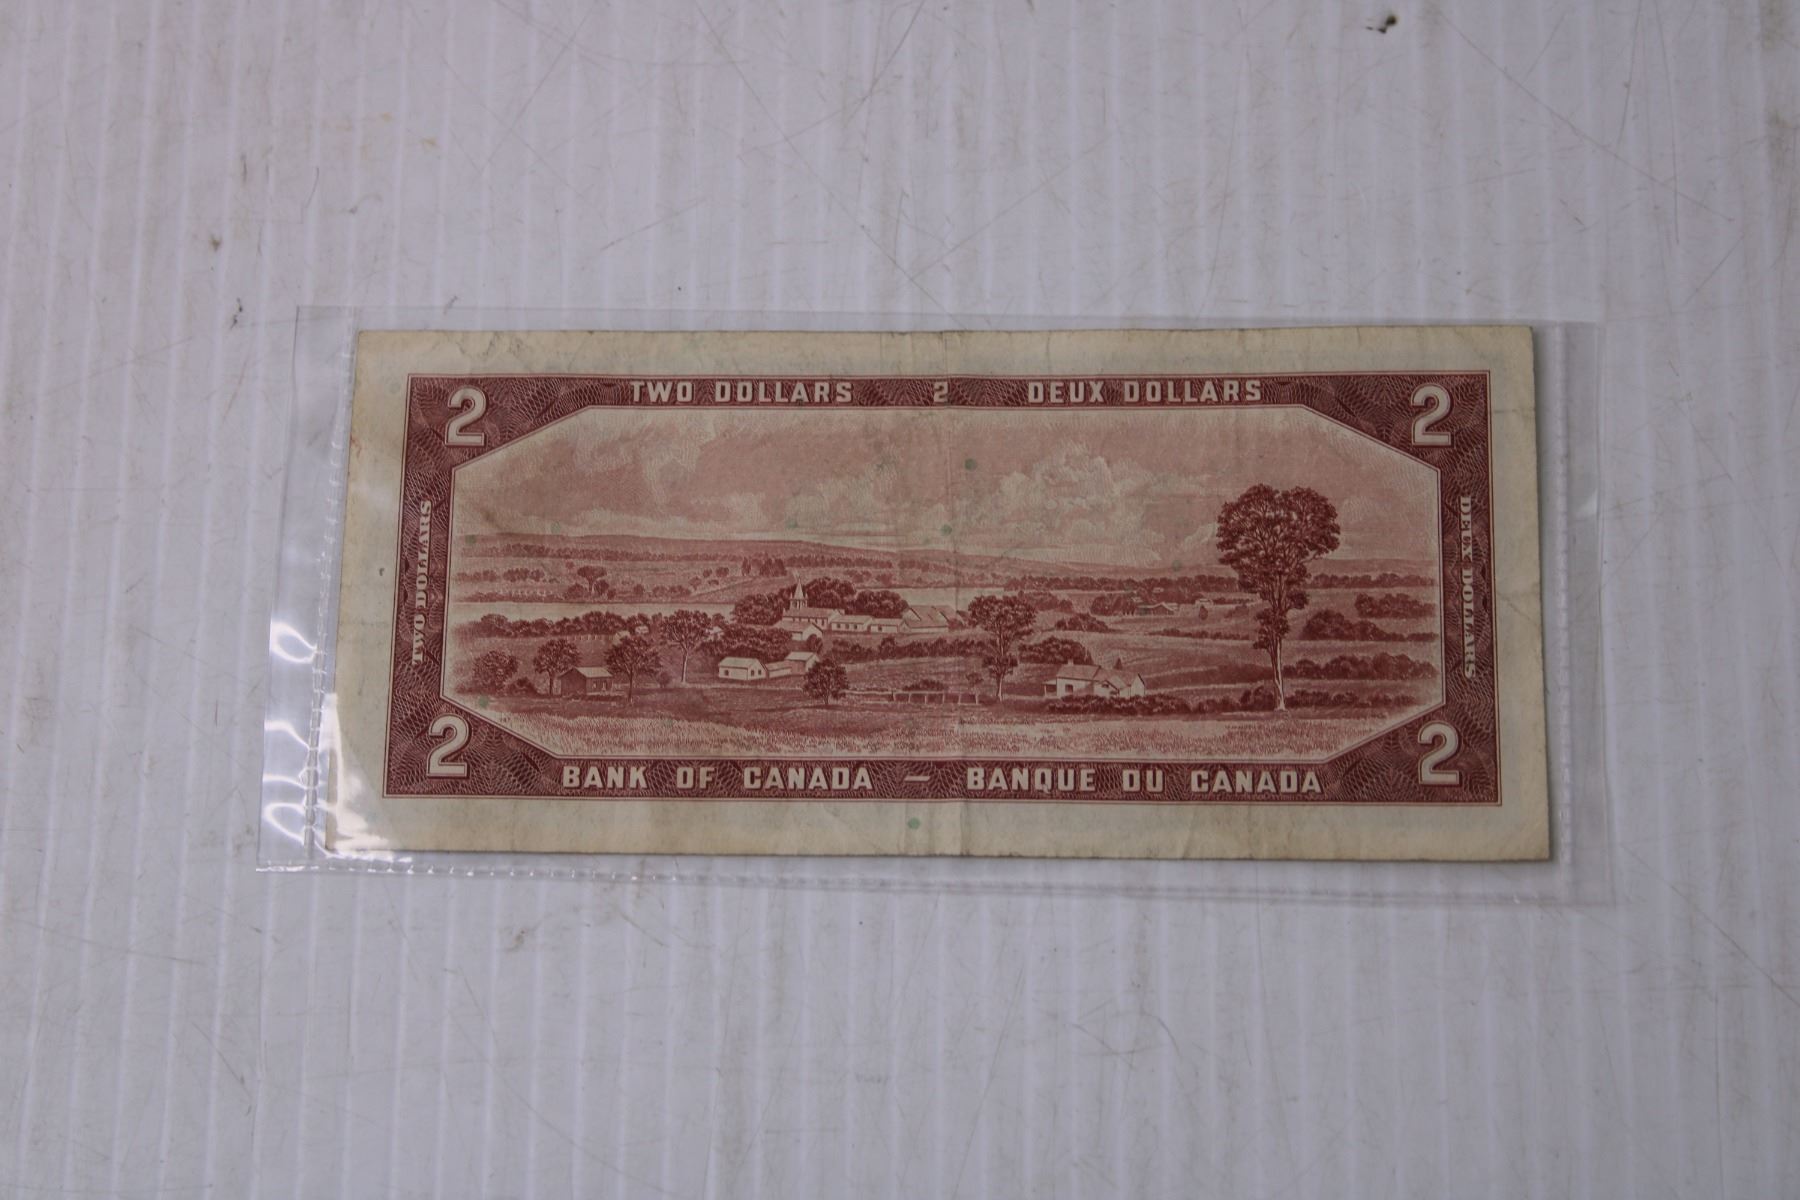 2 TWO DOLLARS 2 DEUX DOLLARS 2
TWO DOLLARS
DEUX DOLLARS
2 BANK OF CANADA — BANQUE DU CANADA 2